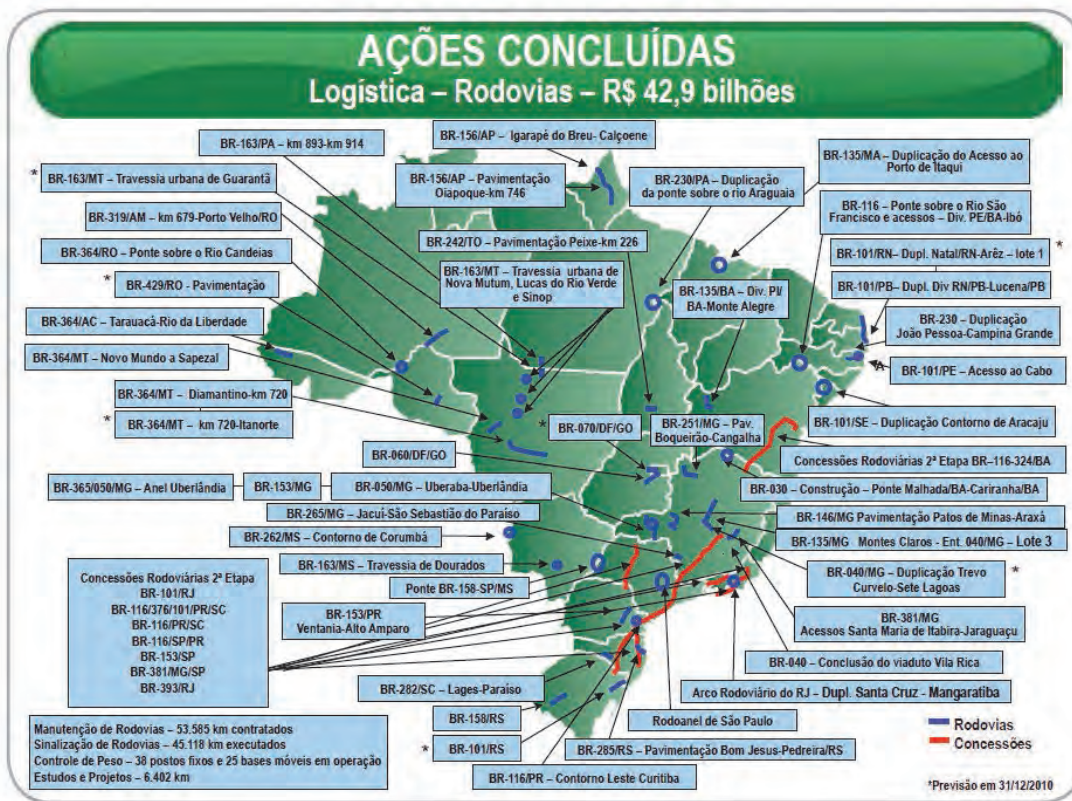 AÇÕES CONCLUÍDAS
Logística – Rodovias – R$ 42,9 bilhões
BR-163/PA – km 893-km 914
* BR-163/MT – Travessia urbana de Guarantã
BR-319/AM – km 679-Porto Velho/RO
BR-364/RO – Ponte sobre o Rio Candeias
* BR-429/RO - Pavimentação
BR-364/AC – Tarauacá-Rio da Liberdade
BR-364/MT – Novo Mundo a Sapezal
BR-364/MT – Diamantino-km 720
* BR-364/MT – km 720-Itanorte
BR-156/AP – Igarapé do Breu- Calçoene
BR-156/AP – Pavimentação
Oiapoque-km 746
BR-230/PA – Duplicação
da ponte sobre o rio Araguaia
BR-242/TO – Pavimentação Peixe-km 226
BR-163/MT – Travessia urbana de
Nova Mutum, Lucas do Rio Verde
e Sinop
BR-135/BA – Div. PI/
BA-Monte Alegre
BR-135/MA – Duplicação do Acesso ao
Porto de Itaqui
BR-116 – Ponte sobre o Rio São
Francisco e acessos – Div. PE/BA-Ibó
BR-101/RN– Dupl. Natal/RN-Arêz – lote 1 *
BR-101/PB– Dupl. Div RN/PB-Lucena/PB
BR-230 – Duplicação
João Pessoa-Campina Grande
BR-101/PE – Acesso ao Cabo
BR-101/SE – Duplicação Contorno de Aracaju
* BR-070/DF/GO
BR-251/MG – Pav.
Boqueirão-Cangalha
BR-060/DF/GO
Concessões Rodoviárias 2ª Etapa BR–116-324/BA
BR-365/050/MG – Anel Uberlândia
BR-153/MG
BR-050/MG – Uberaba-Uberlândia
BR-030 – Construção – Ponte Malhada/BA-Cariranha/BA
BR-265/MG – Jacuí-São Sebastião do Paraíso
BR-146/MG Pavimentação Patos de Minas-Araxá
BR-262/MS – Contorno de Corumbá
BR-135/MG Montes Claros - Ent. 040/MG – Lote 3
BR-163/MS – Travessia de Dourados
BR-040/MG – Duplicação Trevo
Curvelo-Sete Lagoas
*
Ponte BR-158-SP/MS
BR-153/PR
Ventania-Alto Amparo
BR-381/MG
Acessos Santa Maria de Itabira-Jaraguaçu
Concessões Rodoviárias 2ª Etapa
BR-101/RJ
BR-116/376/101/PR/SC
BR-116/PR/SC
BR-116/SP/PR
BR-153/SP
BR-381/MG/SP
BR-393/RJ
BR-040 – Conclusão do viaduto Vila Rica
BR-282/SC – Lages-Paraíso
Arco Rodoviário do RJ – Dupl. Santa Cruz - Mangaratiba
BR-158/RS
Rodoanel de São Paulo
* BR-101/RS
BR-285/RS – Pavimentação Bom Jesus-Pedreira/RS
BR-116/PR – Contorno Leste Curitiba
Manutenção de Rodovias – 53.585 km contratados
Sinalização de Rodovias – 45.118 km executados
Controle de Peso – 38 postos fixos e 25 bases móveis em operação
Estudos e Projetos – 6.402 km
Rodovias
Concessões
*Previsão em 31/12/2010